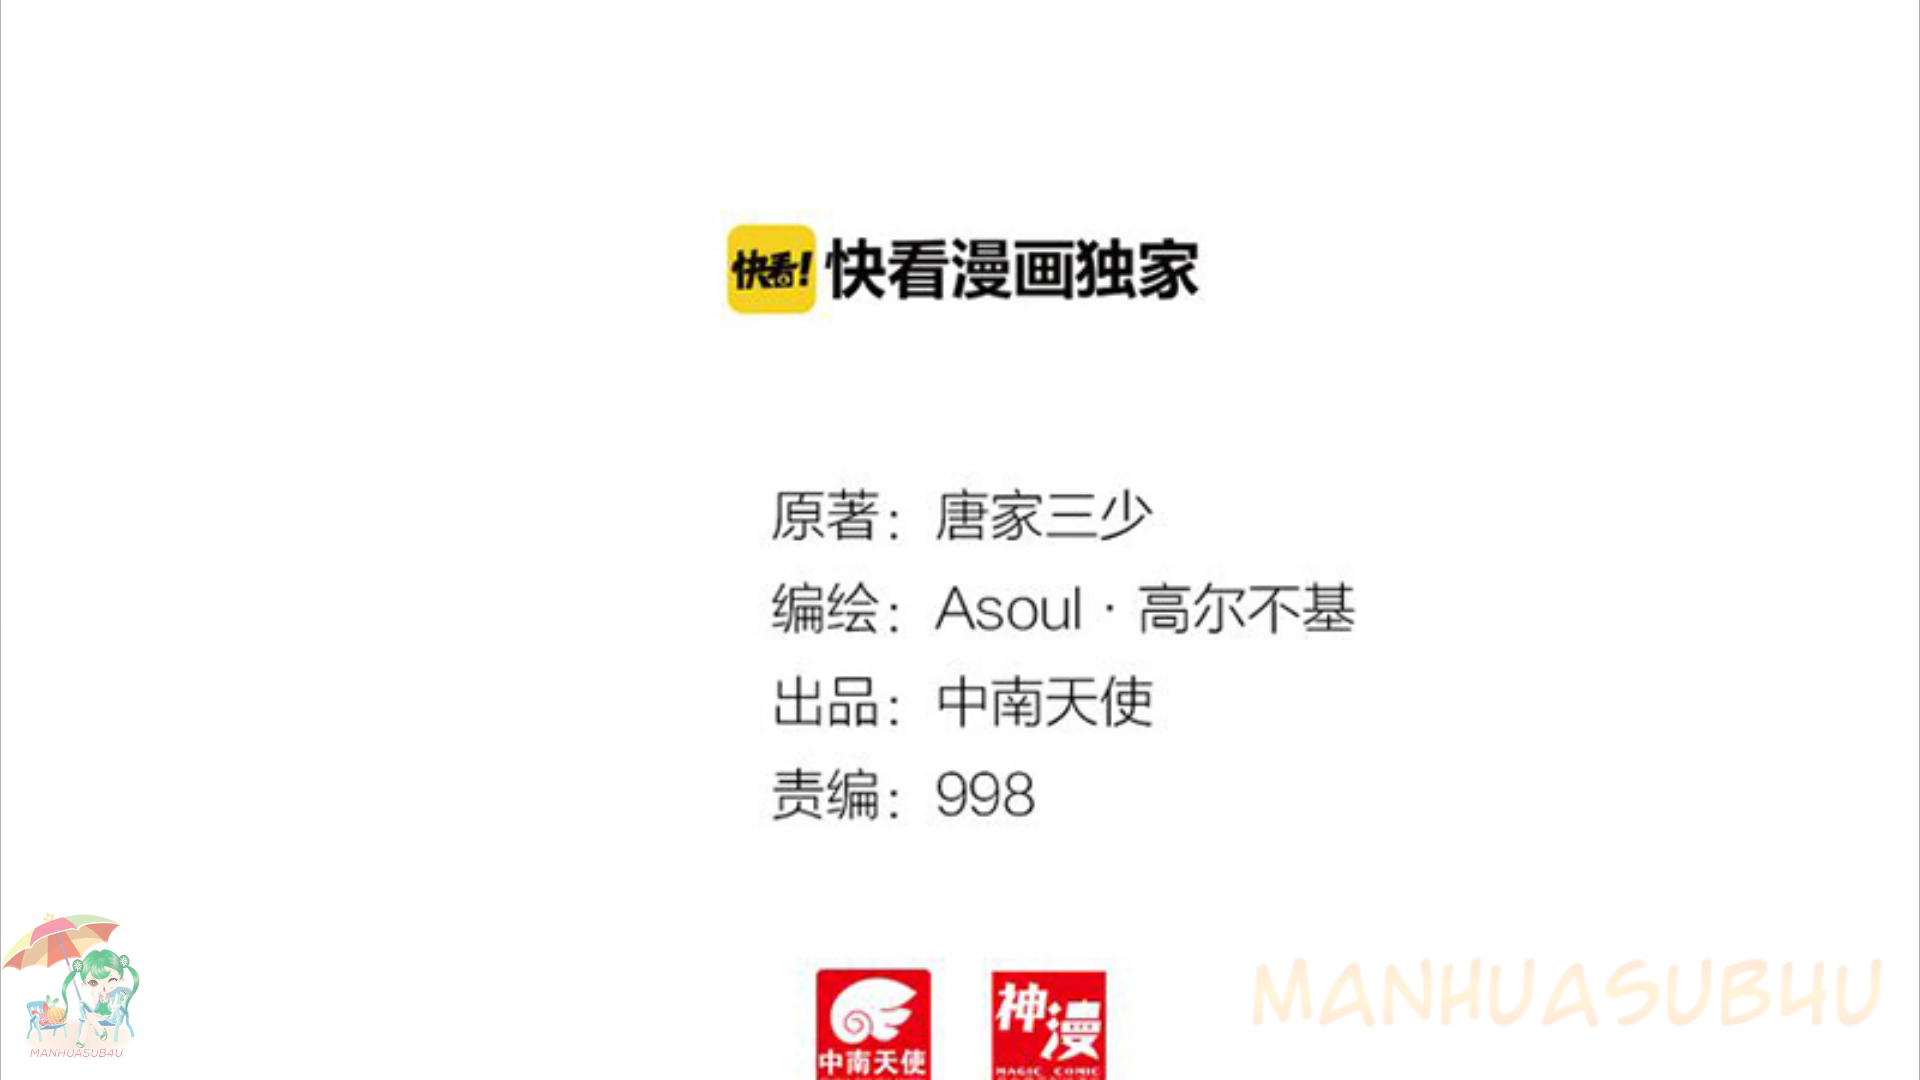 快看! 快看漫画独家
原著：唐家三少
编绘：Asoul · 高尔不基
出品：中南天使
责编：998
中南天使
神漫
MAGIC COMIC
MANHUASUB4U
MANHUASUB4U